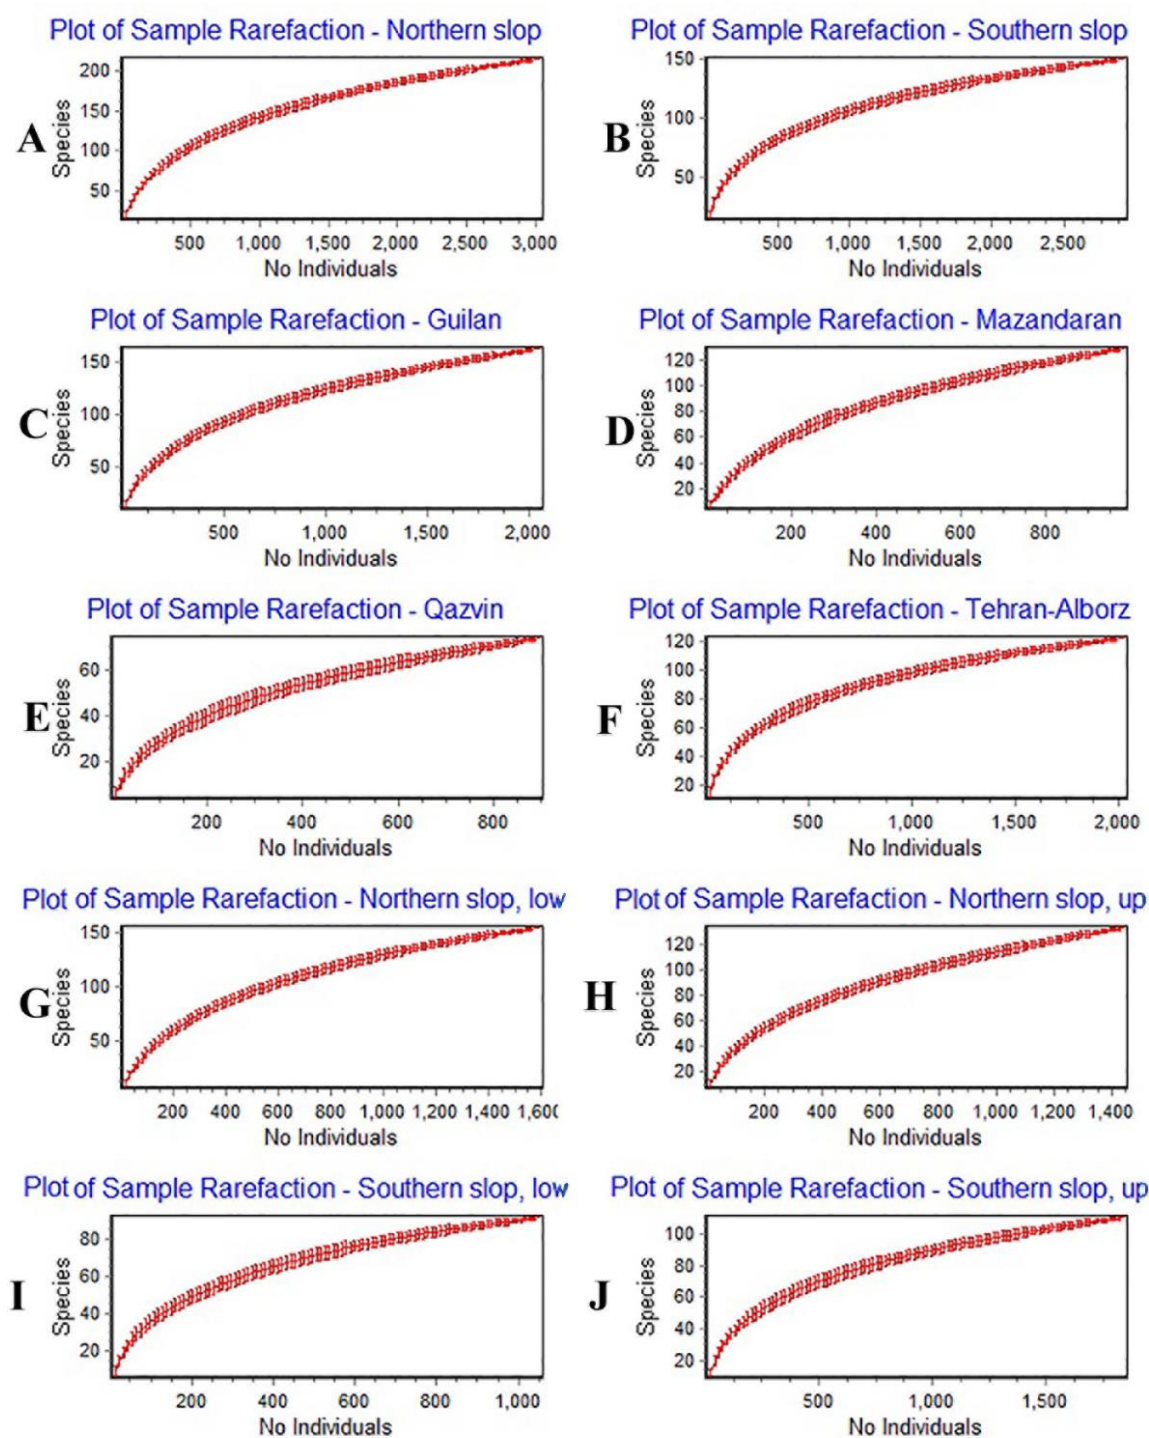 Plot of Sample Rarefaction - Northern slop
A
Species
200
150
100
50
500 1,000 1,500 2,000 2,500 3,000
No Individuals
Plot of Sample Rarefaction - Southern slop
B
Species
150
100
50
500 1,000 1,500 2,000 2,500
No Individuals
Plot of Sample Rarefaction - Guilan
C
Species
150
100
50
500 1,000 1,500 2,000
No Individuals
Plot of Sample Rarefaction - Mazandaran
D
Species
120
100
80
60
40
20
200 400 600 800
No Individuals
Plot of Sample Rarefaction - Qazvin
E
Species
60
40
20
200 400 600 800
No Individuals
Plot of Sample Rarefaction - Tehran-Alborz
F
Species
120
100
80
60
40
20
500 1,000 1,500 2,000
No Individuals
Plot of Sample Rarefaction - Northern slop, low
G
Species
150
100
50
200 400 600 800 1,000 1,200 1,400 1,600
No Individuals
Plot of Sample Rarefaction - Northern slop, up
H
Species
120
100
80
60
40
20
200 400 600 800 1,000 1,200 1,400
No Individuals
Plot of Sample Rarefaction - Southern slop, low
I
Species
80
60
40
20
200 400 600 800 1,000
No Individuals
Plot of Sample Rarefaction - Southern slop, up
J
Species
100
80
60
40
20
500 1,000 1,500
No Individuals